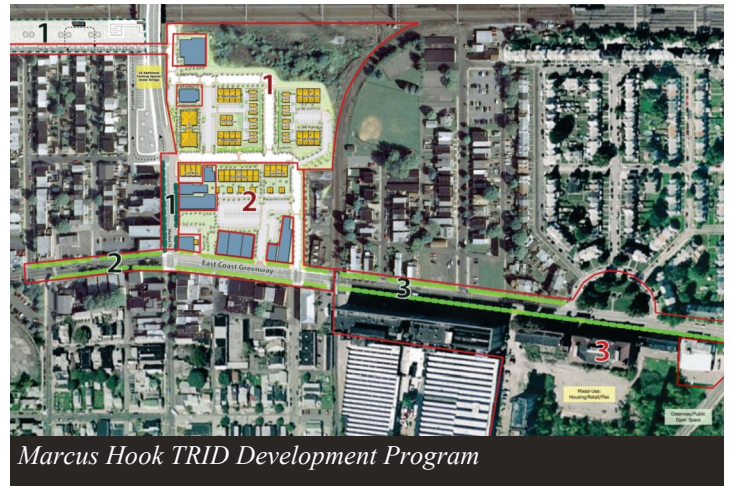 1
1
1
2
2
East Coast Greenway
3
3
Mixed-Use:
Housing/Retail/Flex
Greenway/Public
Open Space
Marcus Hook TRID Development Program